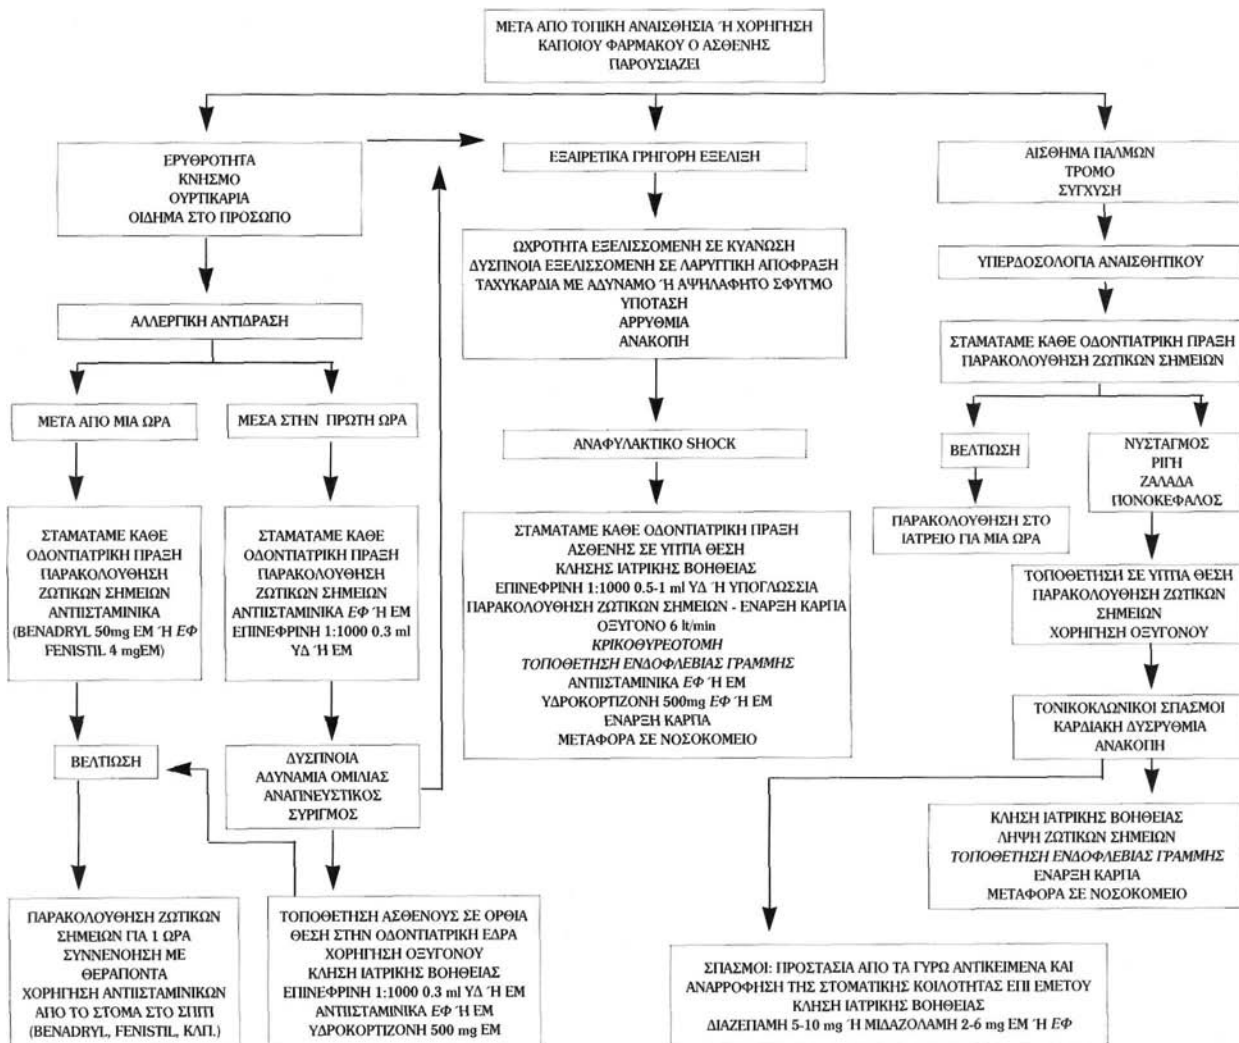 ΜΕΤΑ ΑΠΟ ΤΟΠΙΚΗ ΑΝΑΙΣΘΗΣΙΑ Ή ΧΟΡΗΓΗΣΗ
ΚΑΠΟΙΟΥ ΦΑΡΜΑΚΟΥ Ο ΑΣΘΕΝΗΣ
ΠΑΡΟΥΣΙΑΖΕΙ
ΕΡΥΘΡΟΤΗΤΑ
ΚΝΗΣΜΟ
ΟΥΡΤΙΚΑΡΙΑ
ΟΙΔΗΜΑ ΣΤΟ ΠΡΟΣΩΠΟ
ΑΛΛΕΡΓΙΚΗ ΑΝΤΙΔΡΑΣΗ
ΜΕΤΑ ΑΠΟ ΜΙΑ ΩΡΑ
ΣΤΑΜΑΤΑΜΕ ΚΑΘΕ
ΟΔΟΝΤΙΑΤΡΙΚΗ ΠΡΑΞΗ
ΠΑΡΑΚΟΛΟΥΘΗΣΗ
ΖΩΤΙΚΩΝ ΣΗΜΕΙΩΝ
ΑΝΤΙΙΣΤΑΜΙΝΙΚΑ
(BENADRYL 50mg ΕΜ Ή ΕΦ
FENISTIL 4 mgEM)
ΒΕΛΤΙΩΣΗ
ΠΑΡΑΚΟΛΟΥΘΗΣΗ ΖΩΤΙΚΩΝ
ΣΗΜΕΙΩΝ ΓΙΑ 1 ΩΡΑ
ΣΥΝΝΕΝΟΗΣΗ ΜΕ
ΘΕΡΑΠΟΝΤΑ
ΧΟΡΗΓΗΣΗ ΑΝΤΙΙΣΤΑΜΙΝΙΚΩΝ
ΑΠΟ ΤΟ ΣΤΟΜΑ ΣΤΟ ΣΠΙΤΙ
(BENADRYL, FENISTIL, ΚΛΠ.)
ΜΕΣΑ ΣΤΗΝ ΠΡΩΤΗ ΩΡΑ
ΣΤΑΜΑΤΑΜΕ ΚΑΘΕ
ΟΔΟΝΤΙΑΤΡΙΚΗ ΠΡΑΞΗ
ΠΑΡΑΚΟΛΟΥΘΗΣΗ
ΖΩΤΙΚΩΝ ΣΗΜΕΙΩΝ
ΑΝΤΙΙΣΤΑΜΙΝΙΚΑ ΕΦ Ή ΕΜ
ΕΠΙΝΕΦΡΙΝΗ 1:1000 0.3 ml
ΥΔ Ή ΕΜ
ΔΥΣΠΝΟΙΑ
ΑΔΥΝΑΜΙΑ ΟΜΙΛΙΑΣ
ΑΝΑΠΝΕΥΣΤΙΚΟΣ
ΣΥΡΙΓΜΟΣ
ΤΟΠΟΘΕΤΗΣΗ ΑΣΘΕΝΟΥΣ ΣΕ ΟΡΘΙΑ
ΘΕΣΗ ΣΤΗΝ ΟΔΟΝΤΙΑΤΡΙΚΗ ΕΔΡΑ
ΧΟΡΗΓΗΣΗ ΟΞΥΓΟΝΟΥ
ΚΛΗΣΗ ΙΑΤΡΙΚΗΣ ΒΟΗΘΕΙΑΣ
ΕΠΙΝΕΦΡΙΝΗ 1:1000 0.3 ml ΥΔ Ή ΕΜ
ΑΝΤΙΙΣΤΑΜΙΝΙΚΑ ΕΦ Ή ΕΜ
ΥΔΡΟΚΟΡΤΙΖΟΝΗ 500 mg ΕΜ
ΕΞΑΙΡΕΤΙΚΑ ΓΡΗΓΟΡΗ ΕΞΕΛΙΞΗ
ΩΧΡΟΤΗΤΑ ΕΞΕΛΙΣΣΟΜΕΝΗ ΣΕ ΚΥΑΝΩΣΗ
ΔΥΣΠΝΟΙΑ ΕΞΕΛΙΣΣΟΜΕΝΗ ΣΕ ΛΑΡΥΓΓΙΚΗ ΑΠΟΦΡΑΞΗ
ΤΑΧΥΚΑΡΔΙΑ ΜΕ ΑΔΥΝΑΜΟ Ή ΑΨΗΛΑΦΗΤΟ ΣΦΥΓΜΟ
ΥΠΟΤΑΣΗ
ΑΡΡΥΘΜΙΑ
ΑΝΑΚΟΠΗ
ΑΝΑΦΥΛΑΚΤΙΚΟ SHOCK
ΣΤΑΜΑΤΑΜΕ ΚΑΘΕ ΟΔΟΝΤΙΑΤΡΙΚΗ ΠΡΑΞΗ
ΑΣΘΕΝΗΣ ΣΕ ΥΠΤΙΑ ΘΕΣΗ
ΚΛΗΣΗΣ ΙΑΤΡΙΚΗΣ ΒΟΗΘΕΙΑΣ
ΕΠΙΝΕΦΡΙΝΗ 1:1000 0.5-1 ml ΥΔ Ή ΥΠΟΓΛΩΣΣΙΑ
ΠΑΡΑΚΟΛΟΥΘΗΣΗ ΖΩΤΙΚΩΝ ΣΗΜΕΙΩΝ - ΕΝΑΡΞΗ ΚΑΡΠΑ
ΟΞΥΓΟΝΟ 6 lt/min
ΚΡΙΚΟΘΥΡΕΟΤΟΜΗ
ΤΟΠΟΘΕΤΗΣΗ ΕΝΔΟΦΛΕΒΙΑΣ ΓΡΑΜΜΗΣ
ΑΝΤΙΙΣΤΑΜΙΝΙΚΑ ΕΦ Ή ΕΜ
ΥΔΡΟΚΟΡΤΙΖΟΝΗ 500mg ΕΦ Ή ΕΜ
ΕΝΑΡΞΗ ΚΑΡΠΑ
ΜΕΤΑΦΟΡΑ ΣΕ ΝΟΣΟΚΟΜΕΙΟ
ΑΙΣΘΗΜΑ ΠΑΛΜΩΝ
ΤΡΟΜΟ
ΣΥΓΧΥΣΗ
ΥΠΕΡΔΟΣΟΛΟΓΙΑ ΑΝΑΙΣΘΗΤΙΚΟΥ
ΣΤΑΜΑΤΑΜΕ ΚΑΘΕ ΟΔΟΝΤΙΑΤΡΙΚΗ ΠΡΑΞΗ
ΠΑΡΑΚΟΛΟΥΘΗΣΗ ΖΩΤΙΚΩΝ ΣΗΜΕΙΩΝ
ΒΕΛΤΙΩΣΗ
ΠΑΡΑΚΟΛΟΥΘΗΣΗ ΣΤΟ
ΙΑΤΡΕΙΟ ΓΙΑ ΜΙΑ ΩΡΑ
ΝΥΣΤΑΓΜΟΣ
ΡΙΓΗ
ΖΑΛΑΔΑ
ΠΟΝΟΚΕΦΑΛΟΣ
ΤΟΠΟΘΕΤΗΣΗ ΣΕ ΥΠΤΙΑ ΘΕΣΗ
ΠΑΡΑΚΟΛΟΥΘΗΣΗ ΖΩΤΙΚΩΝ
ΣΗΜΕΙΩΝ
ΧΟΡΗΓΗΣΗ ΟΞΥΓΟΝΟΥ
ΤΟΝΙΚΟΚΛΩΝΙΚΟΙ ΣΠΑΣΜΟΙ
ΚΑΡΔΙΑΚΗ ΔΥΣΡΥΘΜΙΑ
ΑΝΑΚΟΠΗ
ΚΛΗΣΗ ΙΑΤΡΙΚΗΣ ΒΟΗΘΕΙΑΣ
ΛΗΨΗ ΖΩΤΙΚΩΝ ΣΗΜΕΙΩΝ
ΤΟΠΟΘΕΤΗΣΗ ΕΝΔΟΦΛΕΒΙΑΣ ΓΡΑΜΜΗΣ
ΕΝΑΡΞΗ ΚΑΡΠΑ
ΜΕΤΑΦΟΡΑ ΣΕ ΝΟΣΟΚΟΜΕΙΟ
ΣΠΑΣΜΟΙ: ΠΡΟΣΤΑΣΙΑ ΑΠΟ ΤΑ ΓΥΡΩ ΑΝΤΙΚΕΙΜΕΝΑ ΚΑΙ
ΑΝΑΡΡΟΦΗΣΗ ΤΗΣ ΣΤΟΜΑΤΙΚΗΣ ΚΟΙΛΟΤΗΤΑΣ ΕΠΙ ΕΜΕΤΟΥ
ΚΛΗΣΗ ΙΑΤΡΙΚΗΣ ΒΟΗΘΕΙΑΣ
ΔΙΑΖΕΠΑΜΗ 5-10 mg Ή ΜΙΔΑΖΟΛΑΜΗ 2-6 mg ΕΜ Ή ΕΦ